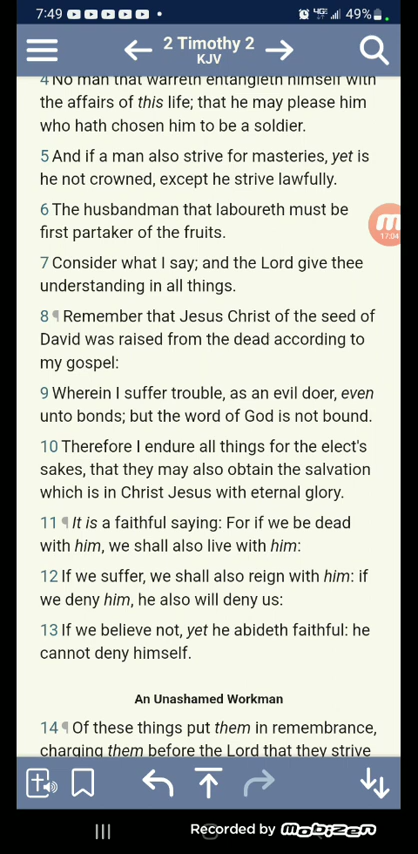 7:49 49%
2 Timothy 2
KJV
4 No man that warreth entangleth himself with
the affairs of this life; that he may please him
who hath chosen him to be a soldier.
5 And if a man also strive for masteries, yet is
he not crowned, except he strive lawfully.
6 The husbandman that laboureth must be
first partaker of the fruits.
m
17:04
7 Consider what I say; and the Lord give thee
understanding in all things.
8 ¶ Remember that Jesus Christ of the seed of
David was raised from the dead according to
my gospel:
9 Wherein I suffer trouble, as an evil doer, even
unto bonds; but the word of God is not bound.
10 Therefore I endure all things for the elect's
sakes, that they may also obtain the salvation
which is in Christ Jesus with eternal glory.
11 ¶ It is a faithful saying: For if we be dead
with him, we shall also live with him:
12 If we suffer, we shall also reign with him: if
we deny him, he also will deny us:
13 If we believe not, yet he abideth faithful: he
cannot deny himself.
An Unashamed Workman
14 ¶ Of these things put them in remembrance,
charging them before the Lord that they strive
Recorded by mobizen